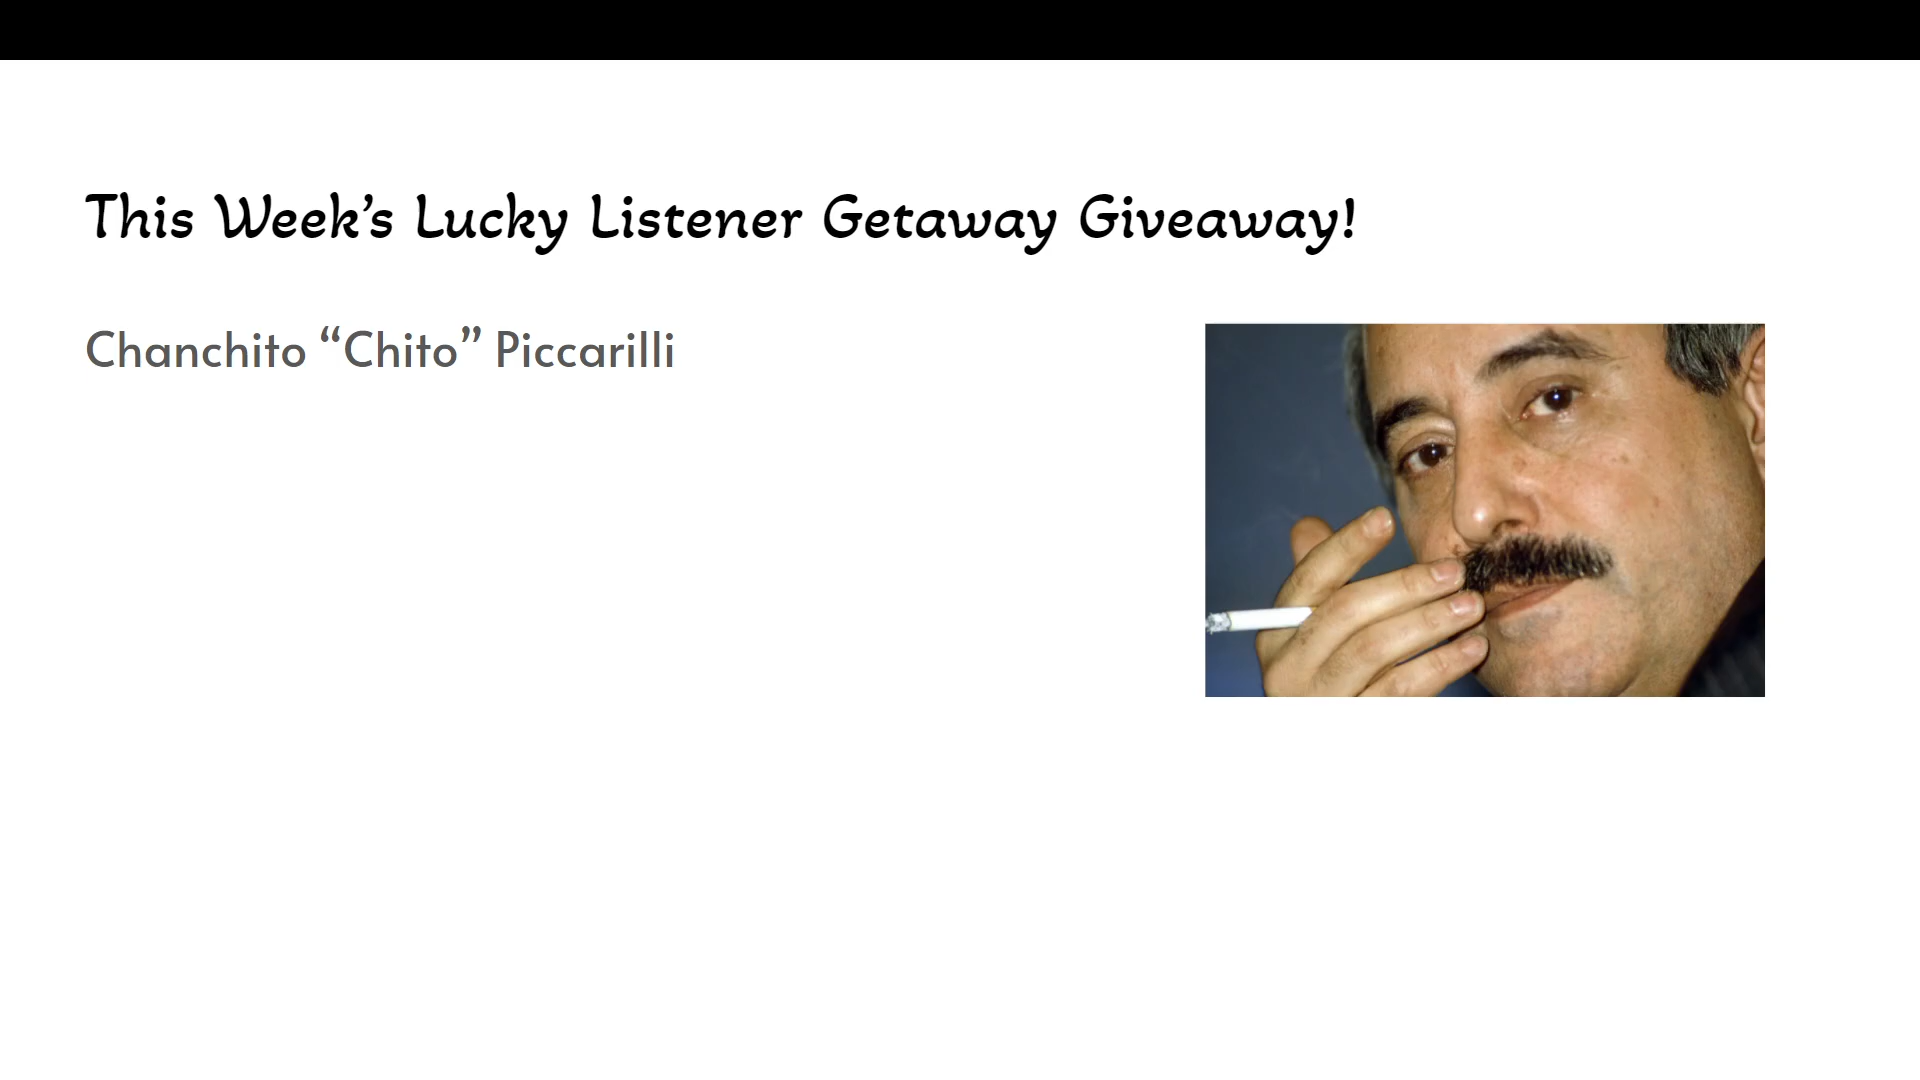 This Week’s Lucky Listener Getaway Giveaway!
Chanchito “Chito” Piccarilli